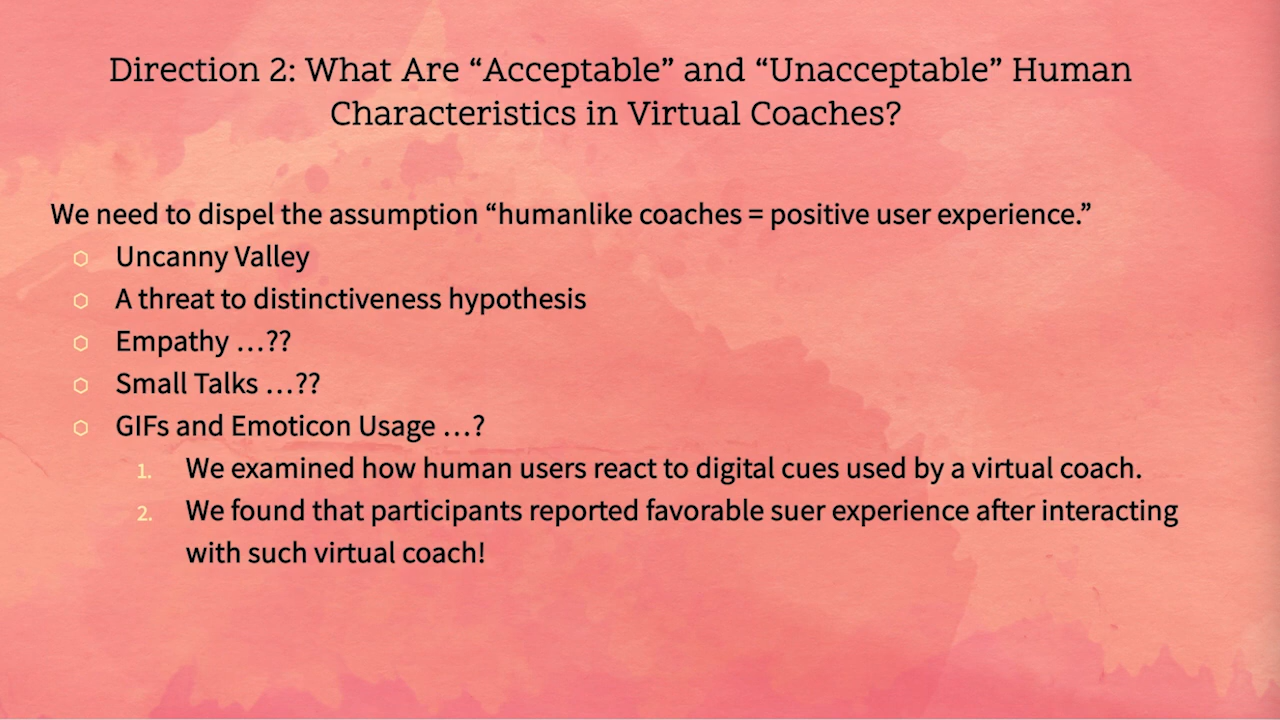 Direction 2: What Are “Acceptable” and “Unacceptable” Human
Characteristics in Virtual Coaches?
We need to dispel the assumption “humanlike coaches = positive user experience.”
Uncanny Valley
A threat to distinctiveness hypothesis
Empathy …??
Small Talks …??
GIFs and Emoticon Usage …?
1. We examined how human users react to digital cues used by a virtual coach.
2. We found that participants reported favorable suer experience after interacting
with such virtual coach!